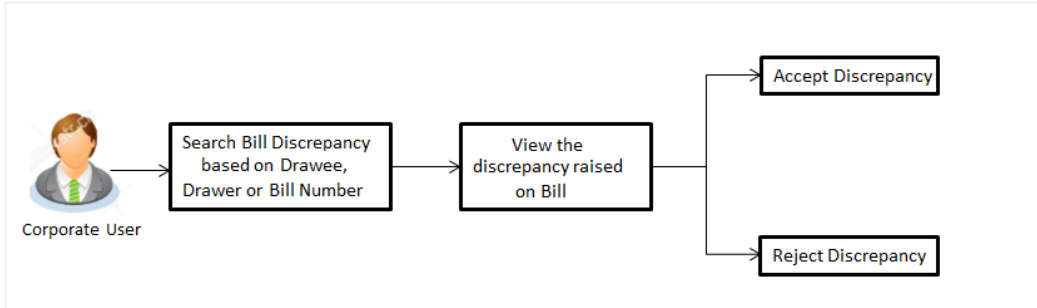 Accept Discrepancy
Search Bill Discrepancy
based on Drawee,
Drawer or Bill Number
View the
discrepancy raised
on Bill
Corporate User
Reject Discrepancy